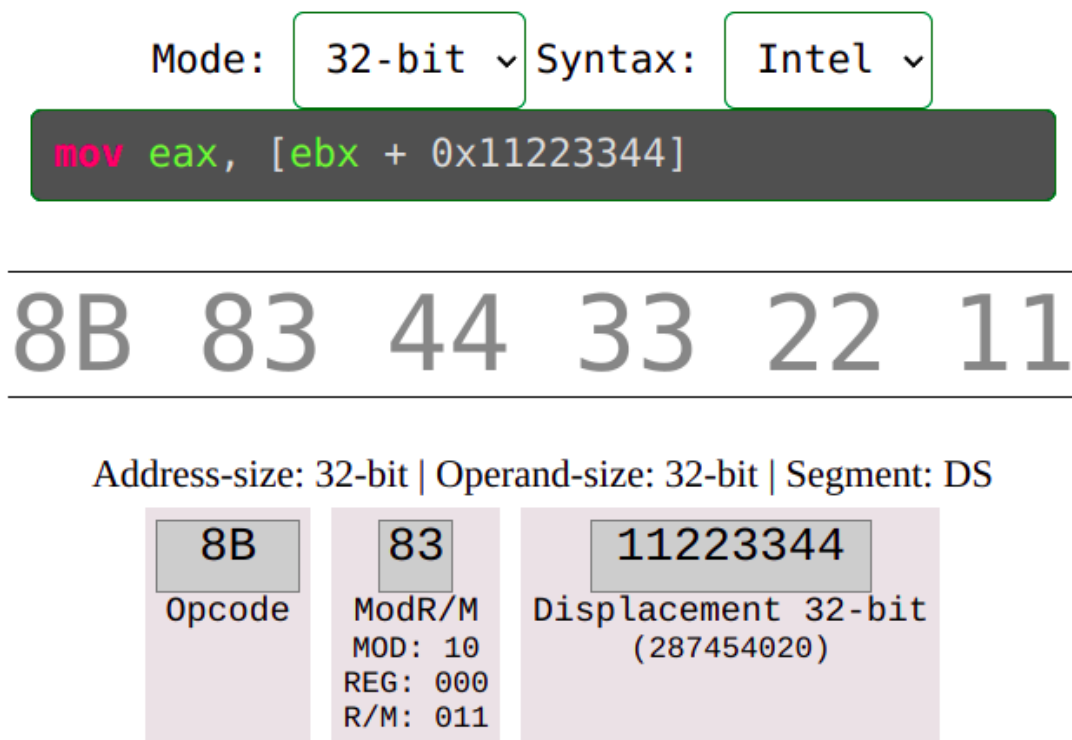 Mode: 32-bit Syntax: Intel
mov eax, [ebx + 0x11223344]
8B 83 44 33 22 11
Address-size: 32-bit | Operand-size: 32-bit | Segment: DS
8B 83 11223344
Opcode ModR/M Displacement 32-bit
MOD: 10 (287454020)
REG: 000
R/M: 011